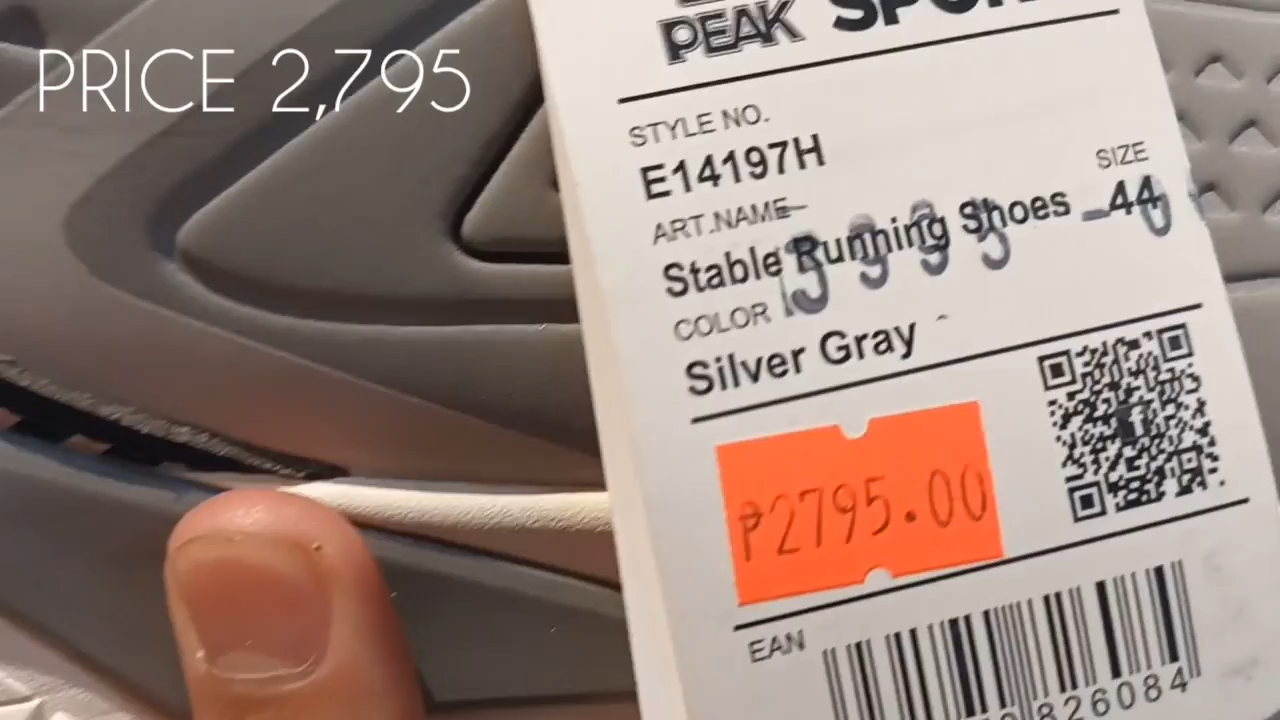 PRICE 2,795
PEAK SPORT
STYLE NO.
E14197H
SIZE
ART.NAME
Stable Running Shoes 44
COLOR
Silver Gray
₱2795.00
EAN
826084